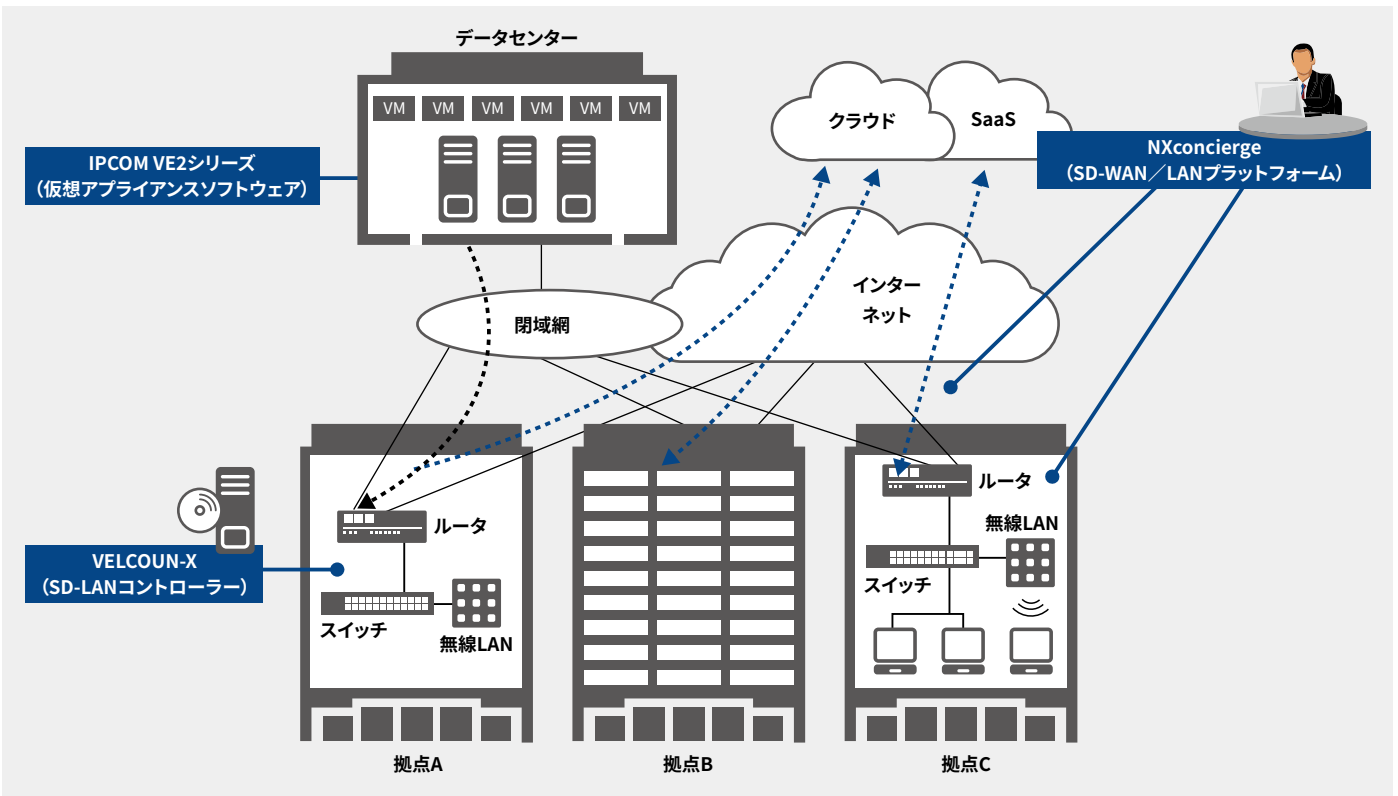 データセンター
VM VM VM VM VM VM
IPCOM VE2シリーズ
（仮想アプライアンスソフトウェア）
クラウド
SaaS
NXconcierge
（SD-WAN／LANプラットフォーム）
インター
ネット
閉域網
VELCOUN-X
（SD-LANコントローラー）
ルータ
スイッチ
無線LAN
拠点A
拠点B
ルータ
無線LAN
スイッチ
拠点C